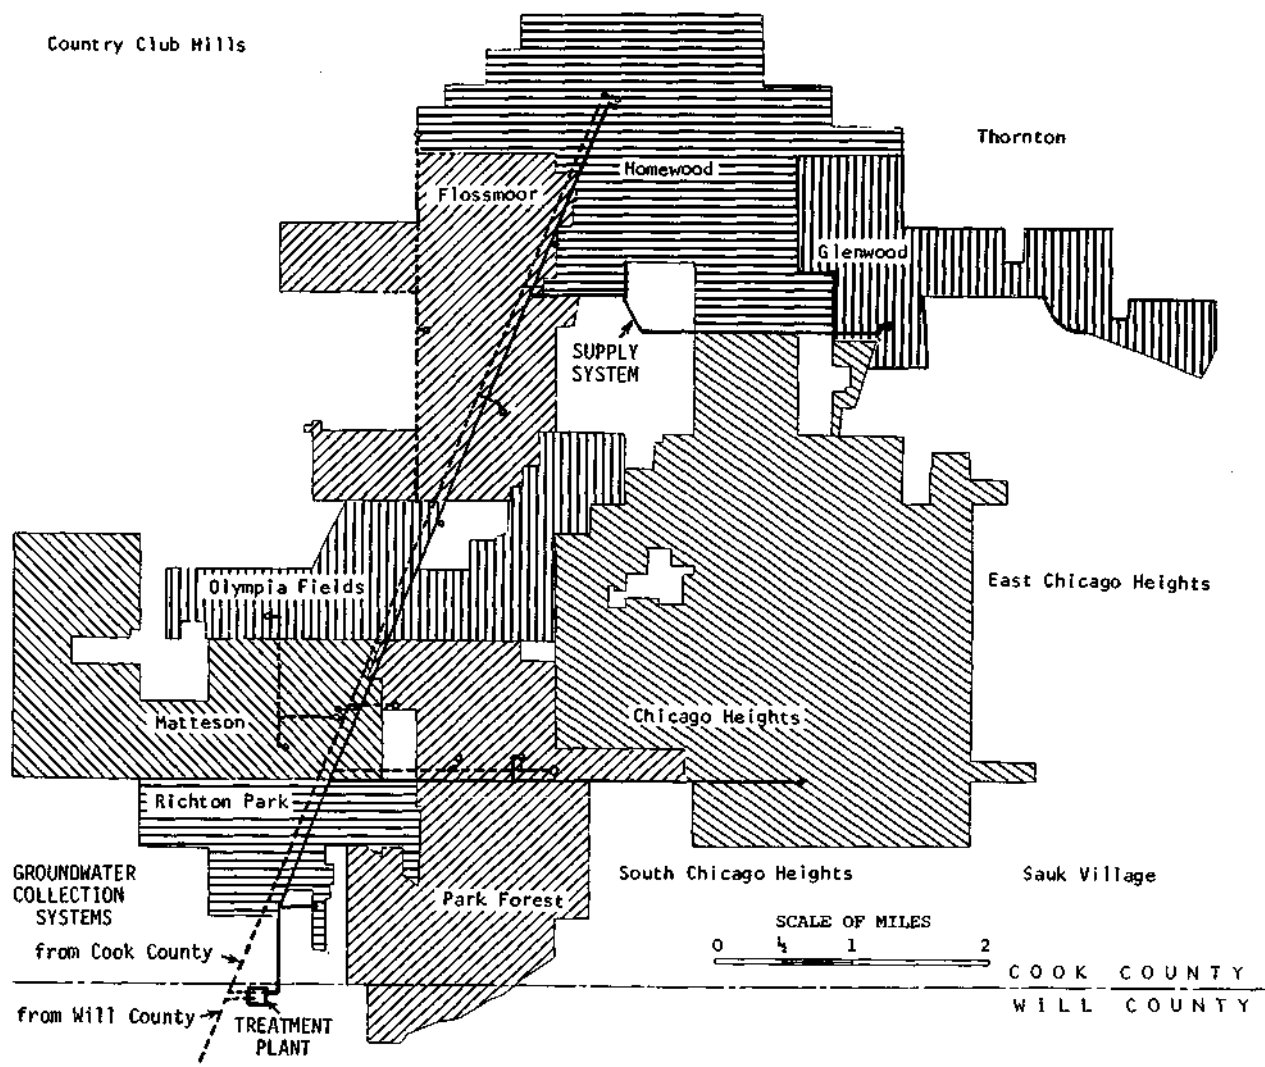 Country Club Hills
Thornton
Homewood
Flossmoor
Glenwood
SUPPLY
SYSTEM
Olympia Fields
East Chicago Heights
Matteson
Chicago Heights
Richton Park
GROUNDWATER
COLLECTION
SYSTEMS
South Chicago Heights
Sauk Village
Park Forest
SCALE OF MILES
0 ½ 1 2
from Cook County
COOK COUNTY
WILL COUNTY
from Will County
TREATMENT
PLANT